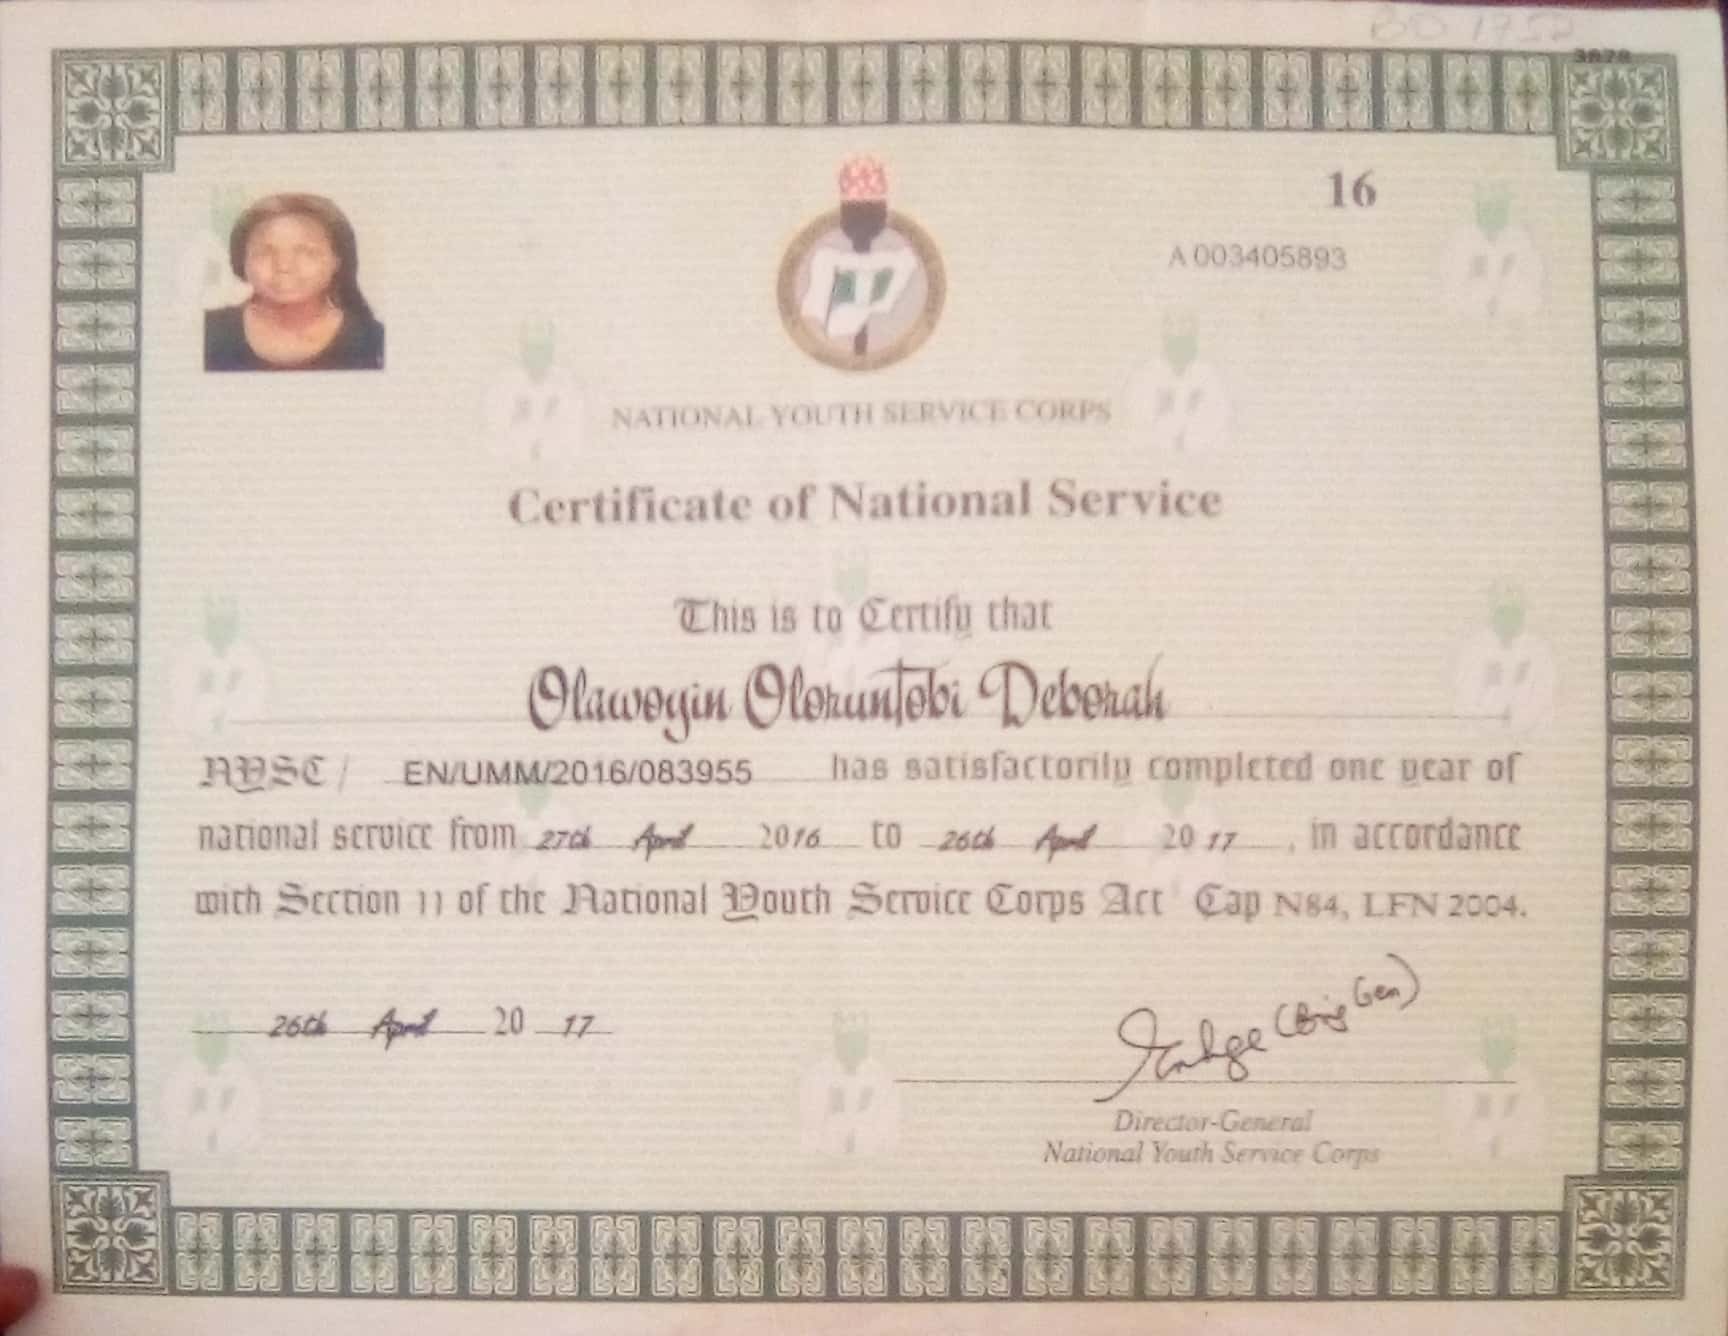 3878
16
A 003405893
NATIONAL YOUTH SERVICE CORPS
Certificate of National Service
This is to Certify that
Olawoyin Oloruntobi Deborah
NYSC / EN/UMM/2016/083955 has satisfactorily completed one year of
national service from 27th April 2016 to 26th April 2017, in accordance
with Section 11 of the National Youth Service Corps Act Cap N84, LFN 2004.
26th April 20 17
(Brig Gen)
Director-General
National Youth Service Corps